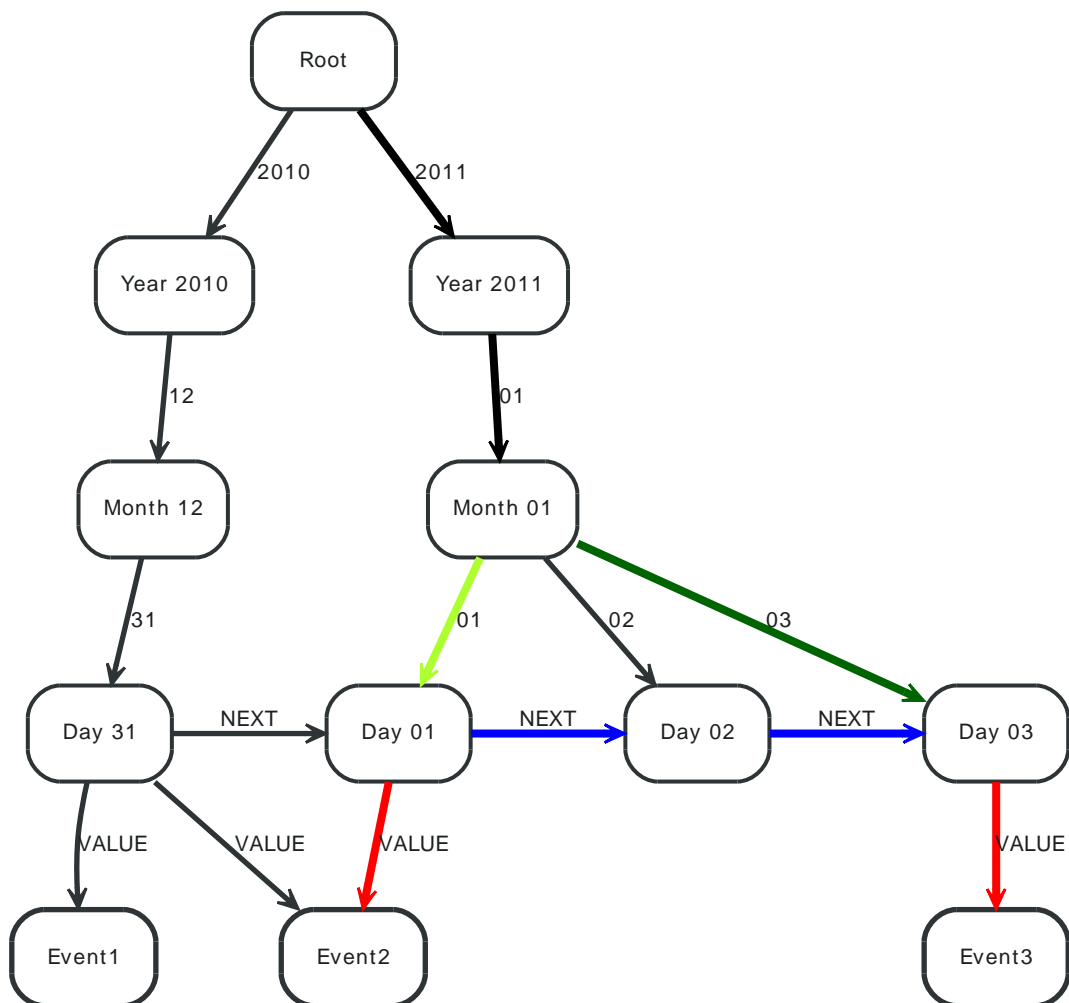 Root
2010
2011
Year 2010
Year 2011
12
01
Month 12
Month 01
31
01
02
03
Day 31
NEXT
Day 01
NEXT
Day 02
NEXT
Day 03
VALUE
VALUE
VALUE
VALUE
Event1
Event2
Event3